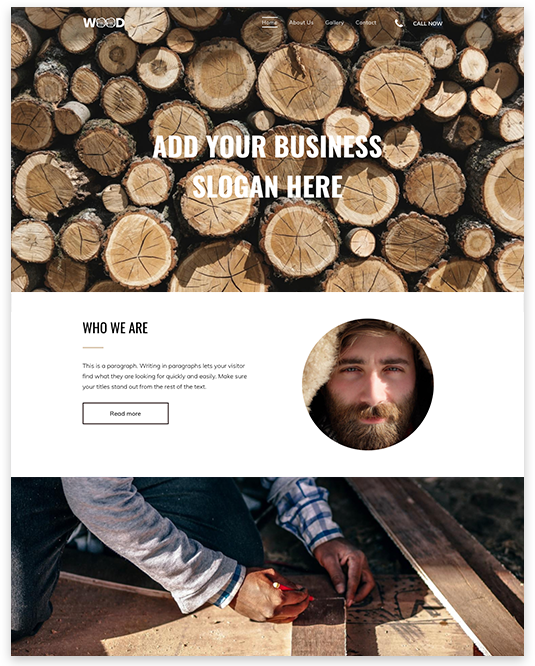 WOOD
Home About Us Gallery Contact CALL NOW
ADD YOUR BUSINESS
SLOGAN HERE
WHO WE ARE
This is a paragraph. Writing in paragraphs lets your visitor
find what they are looking for quickly and easily. Make sure
your titles stand out from the rest of the text.
Read more